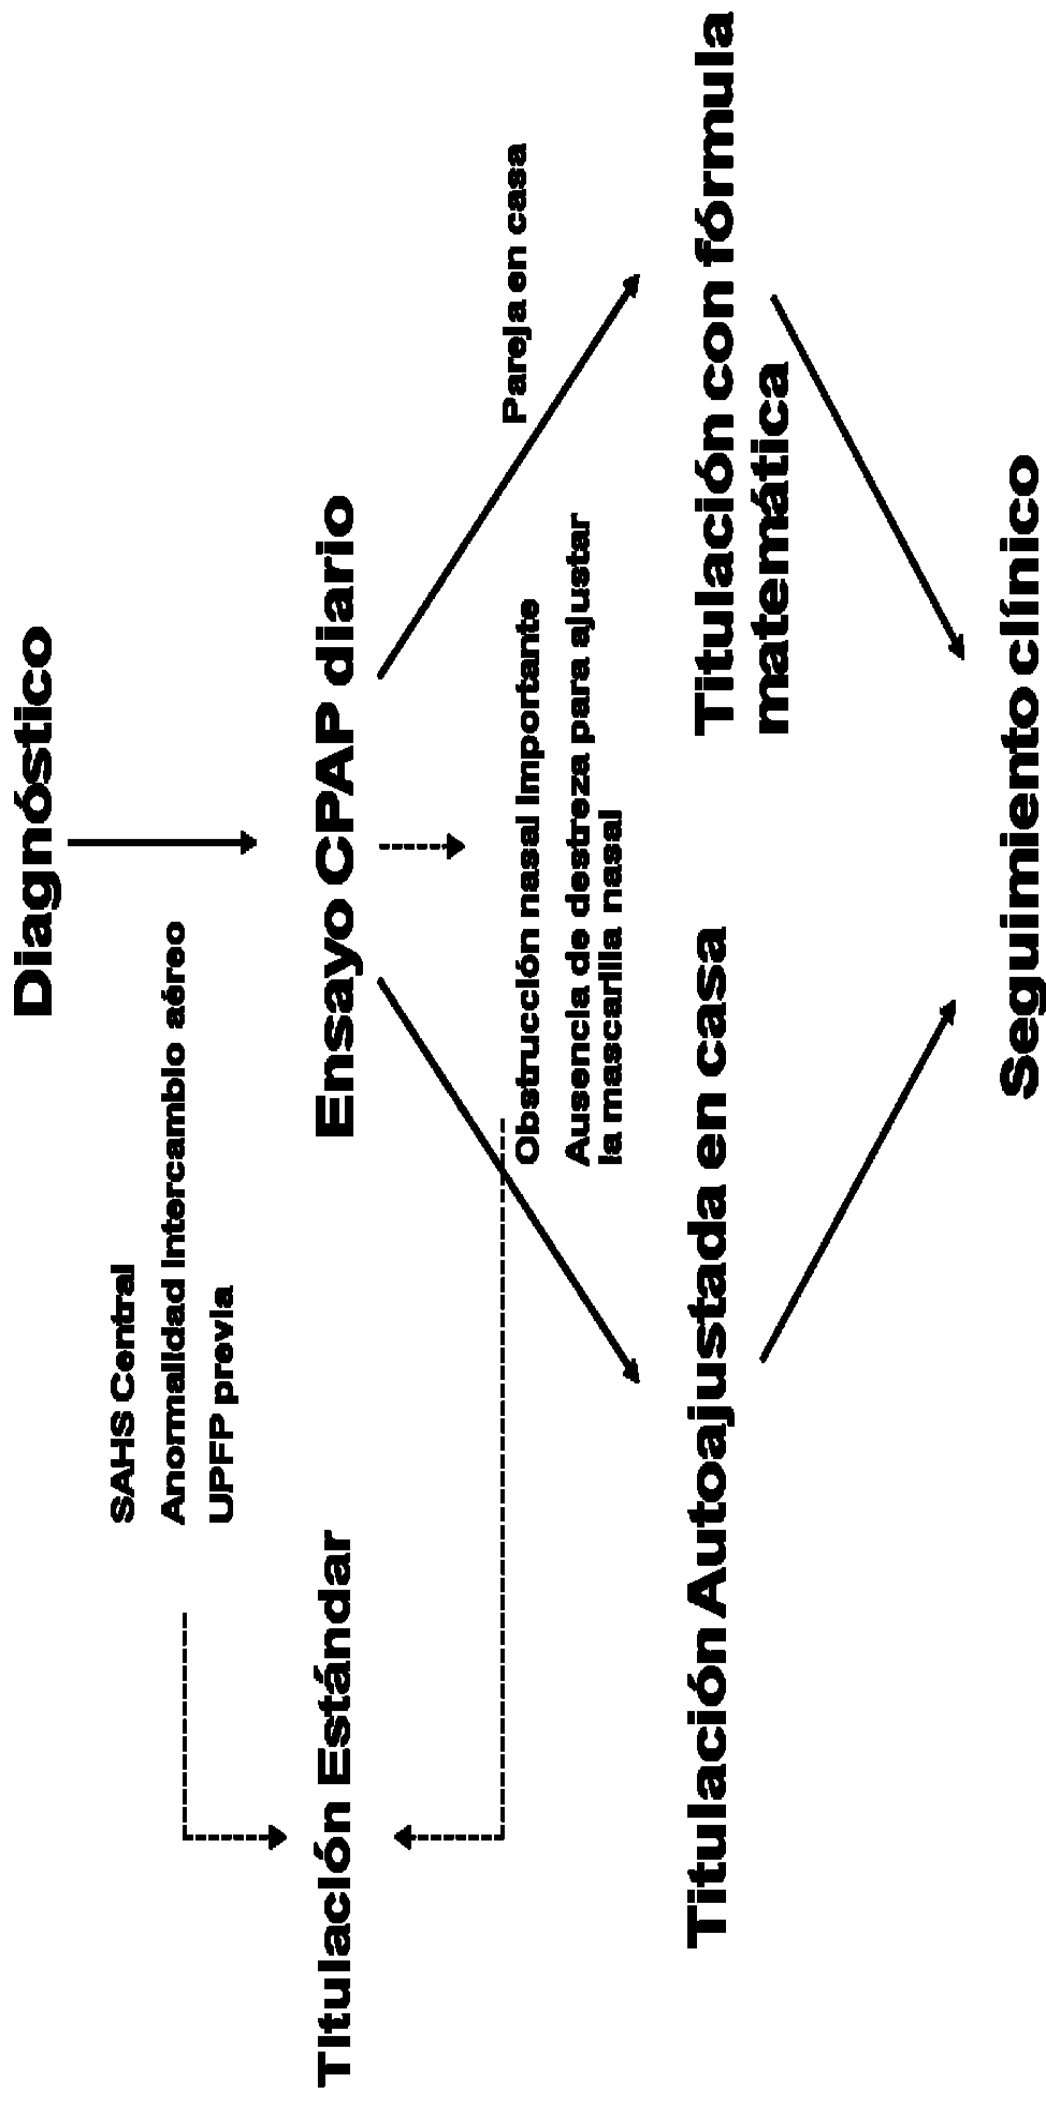 Diagnóstico
SAHS Central
Anormalidad intercambio aéreo
UPFP previa
Titulación Estándar
Ensayo CPAP diario
Pareja en casa
Obstrucción nasal importante
Ausencia de destreza para ajustar
la mascarilla nasal
Titulación Autoajustada en casa
Titulación con fórmula
matemática
Seguimiento clínico